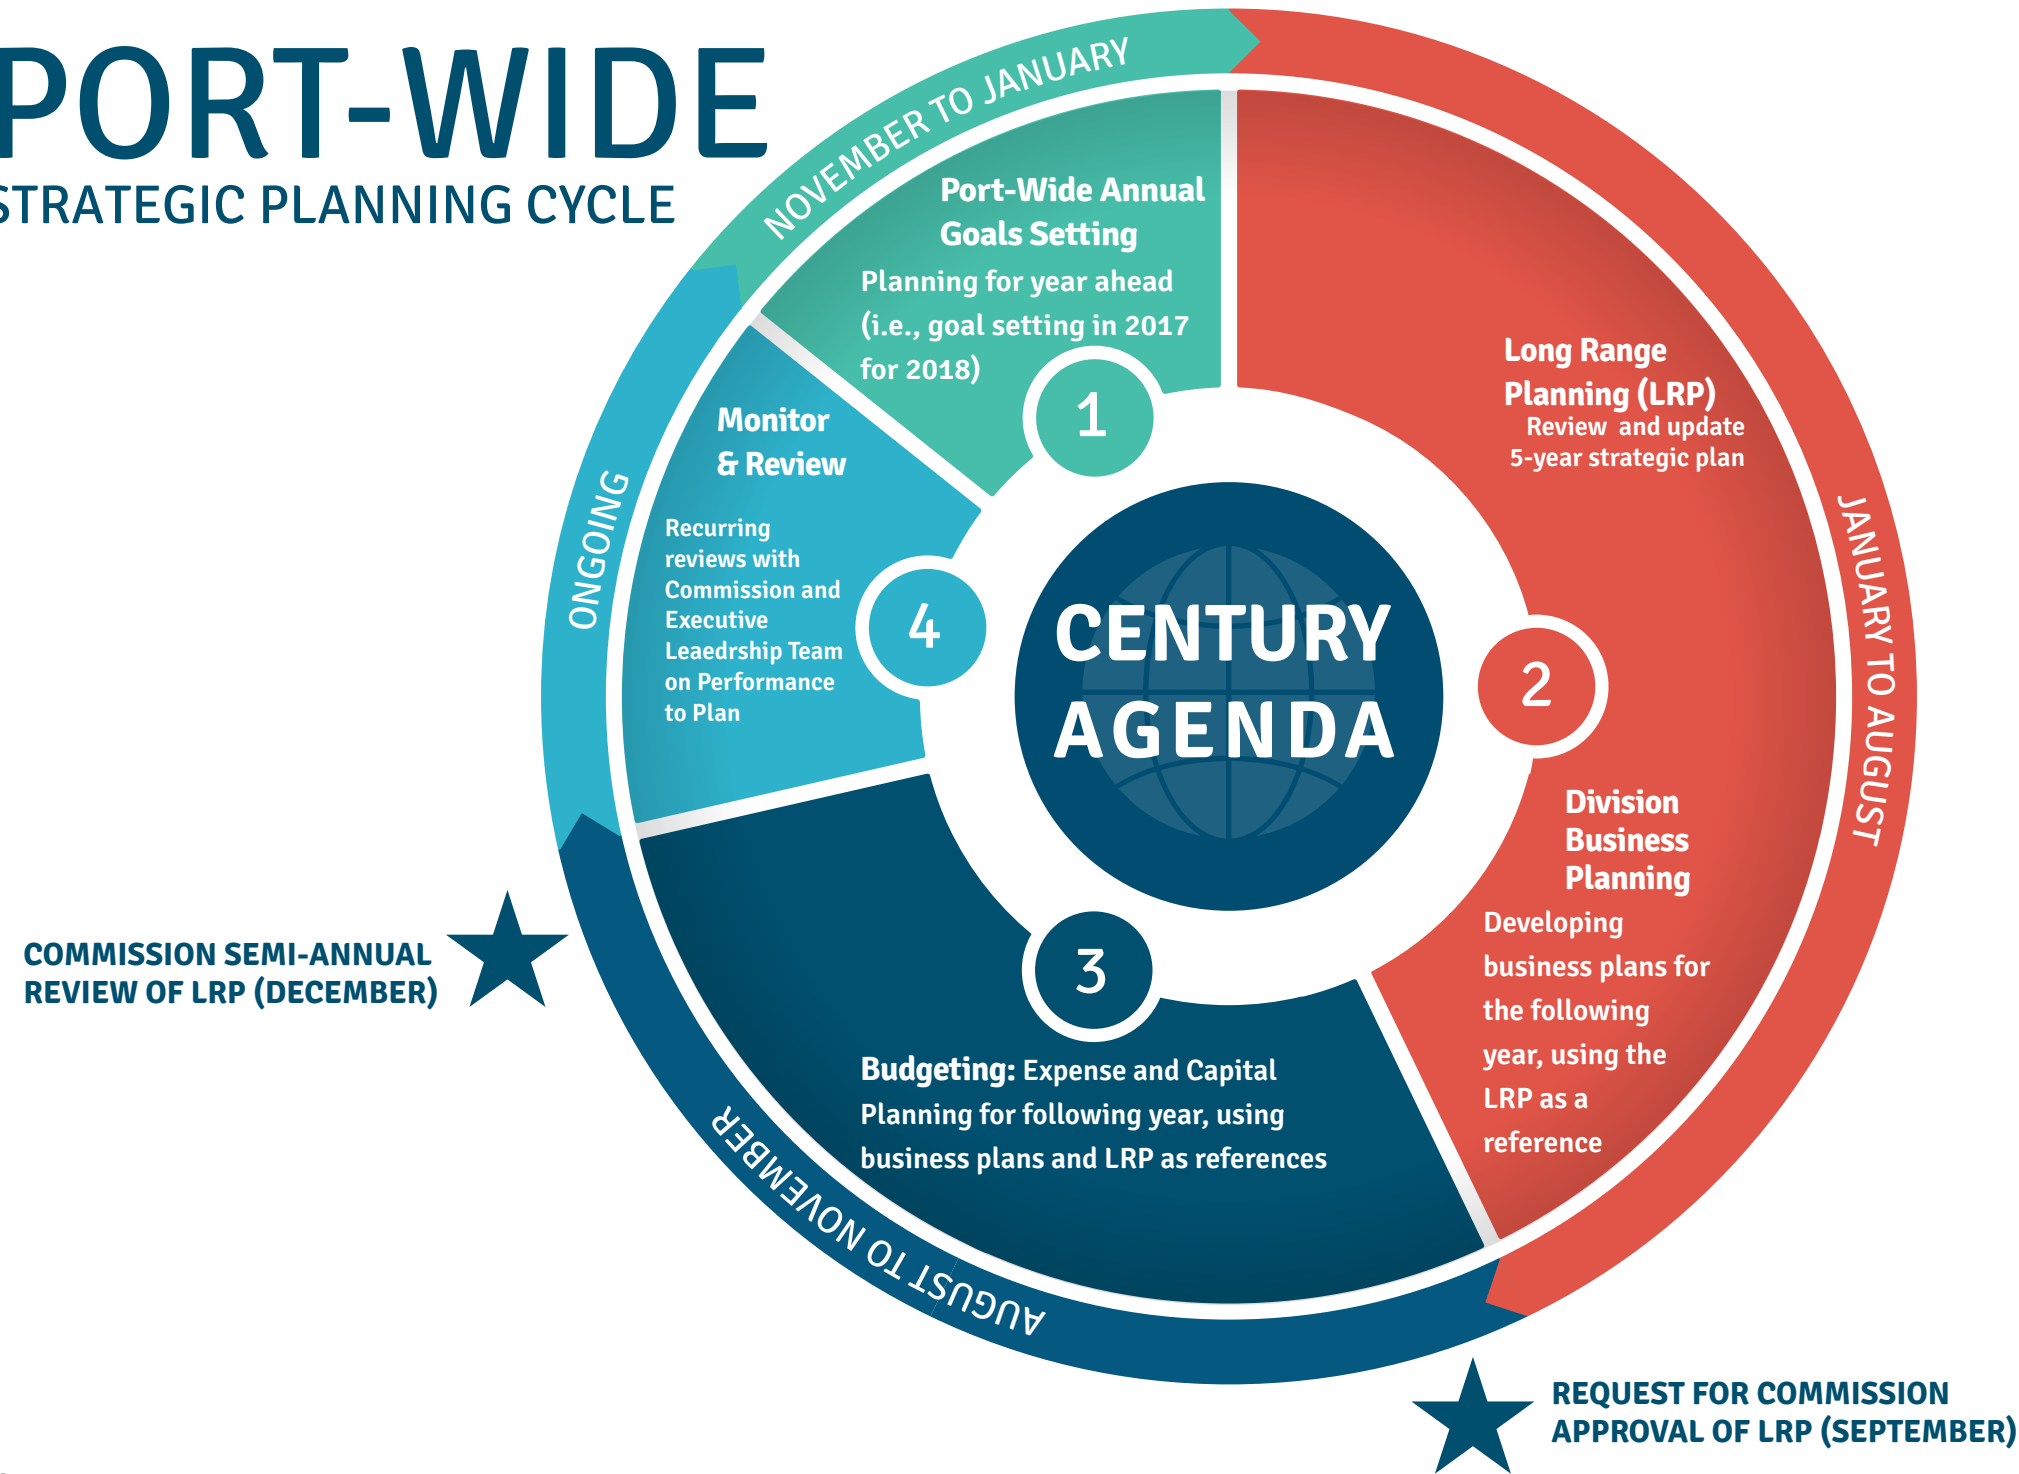 PORT-WIDE
STRATEGIC PLANNING CYCLE
NOVEMBER TO JANUARY
Port-Wide Annual
Goals Setting
Planning for year ahead
(i.e., goal setting in 2017
for 2018)
1
Long Range
Planning (LRP)
Review and update
5-year strategic plan
JANUARY TO AUGUST
2
Division
Business
Planning
Developing
business plans for
the following
year, using the
LRP as a
reference
CENTURY
AGENDA
Monitor
& Review
Recurring
reviews with
Commission and
Executive
Leaedrship Team
on Performance
to Plan
4
ONGOING
3
Budgeting: Expense and Capital
Planning for following year, using
business plans and LRP as references
AUGUST TO NOVEMBER
COMMISSION SEMI-ANNUAL
REVIEW OF LRP (DECEMBER)
REQUEST FOR COMMISSION
APPROVAL OF LRP (SEPTEMBER)